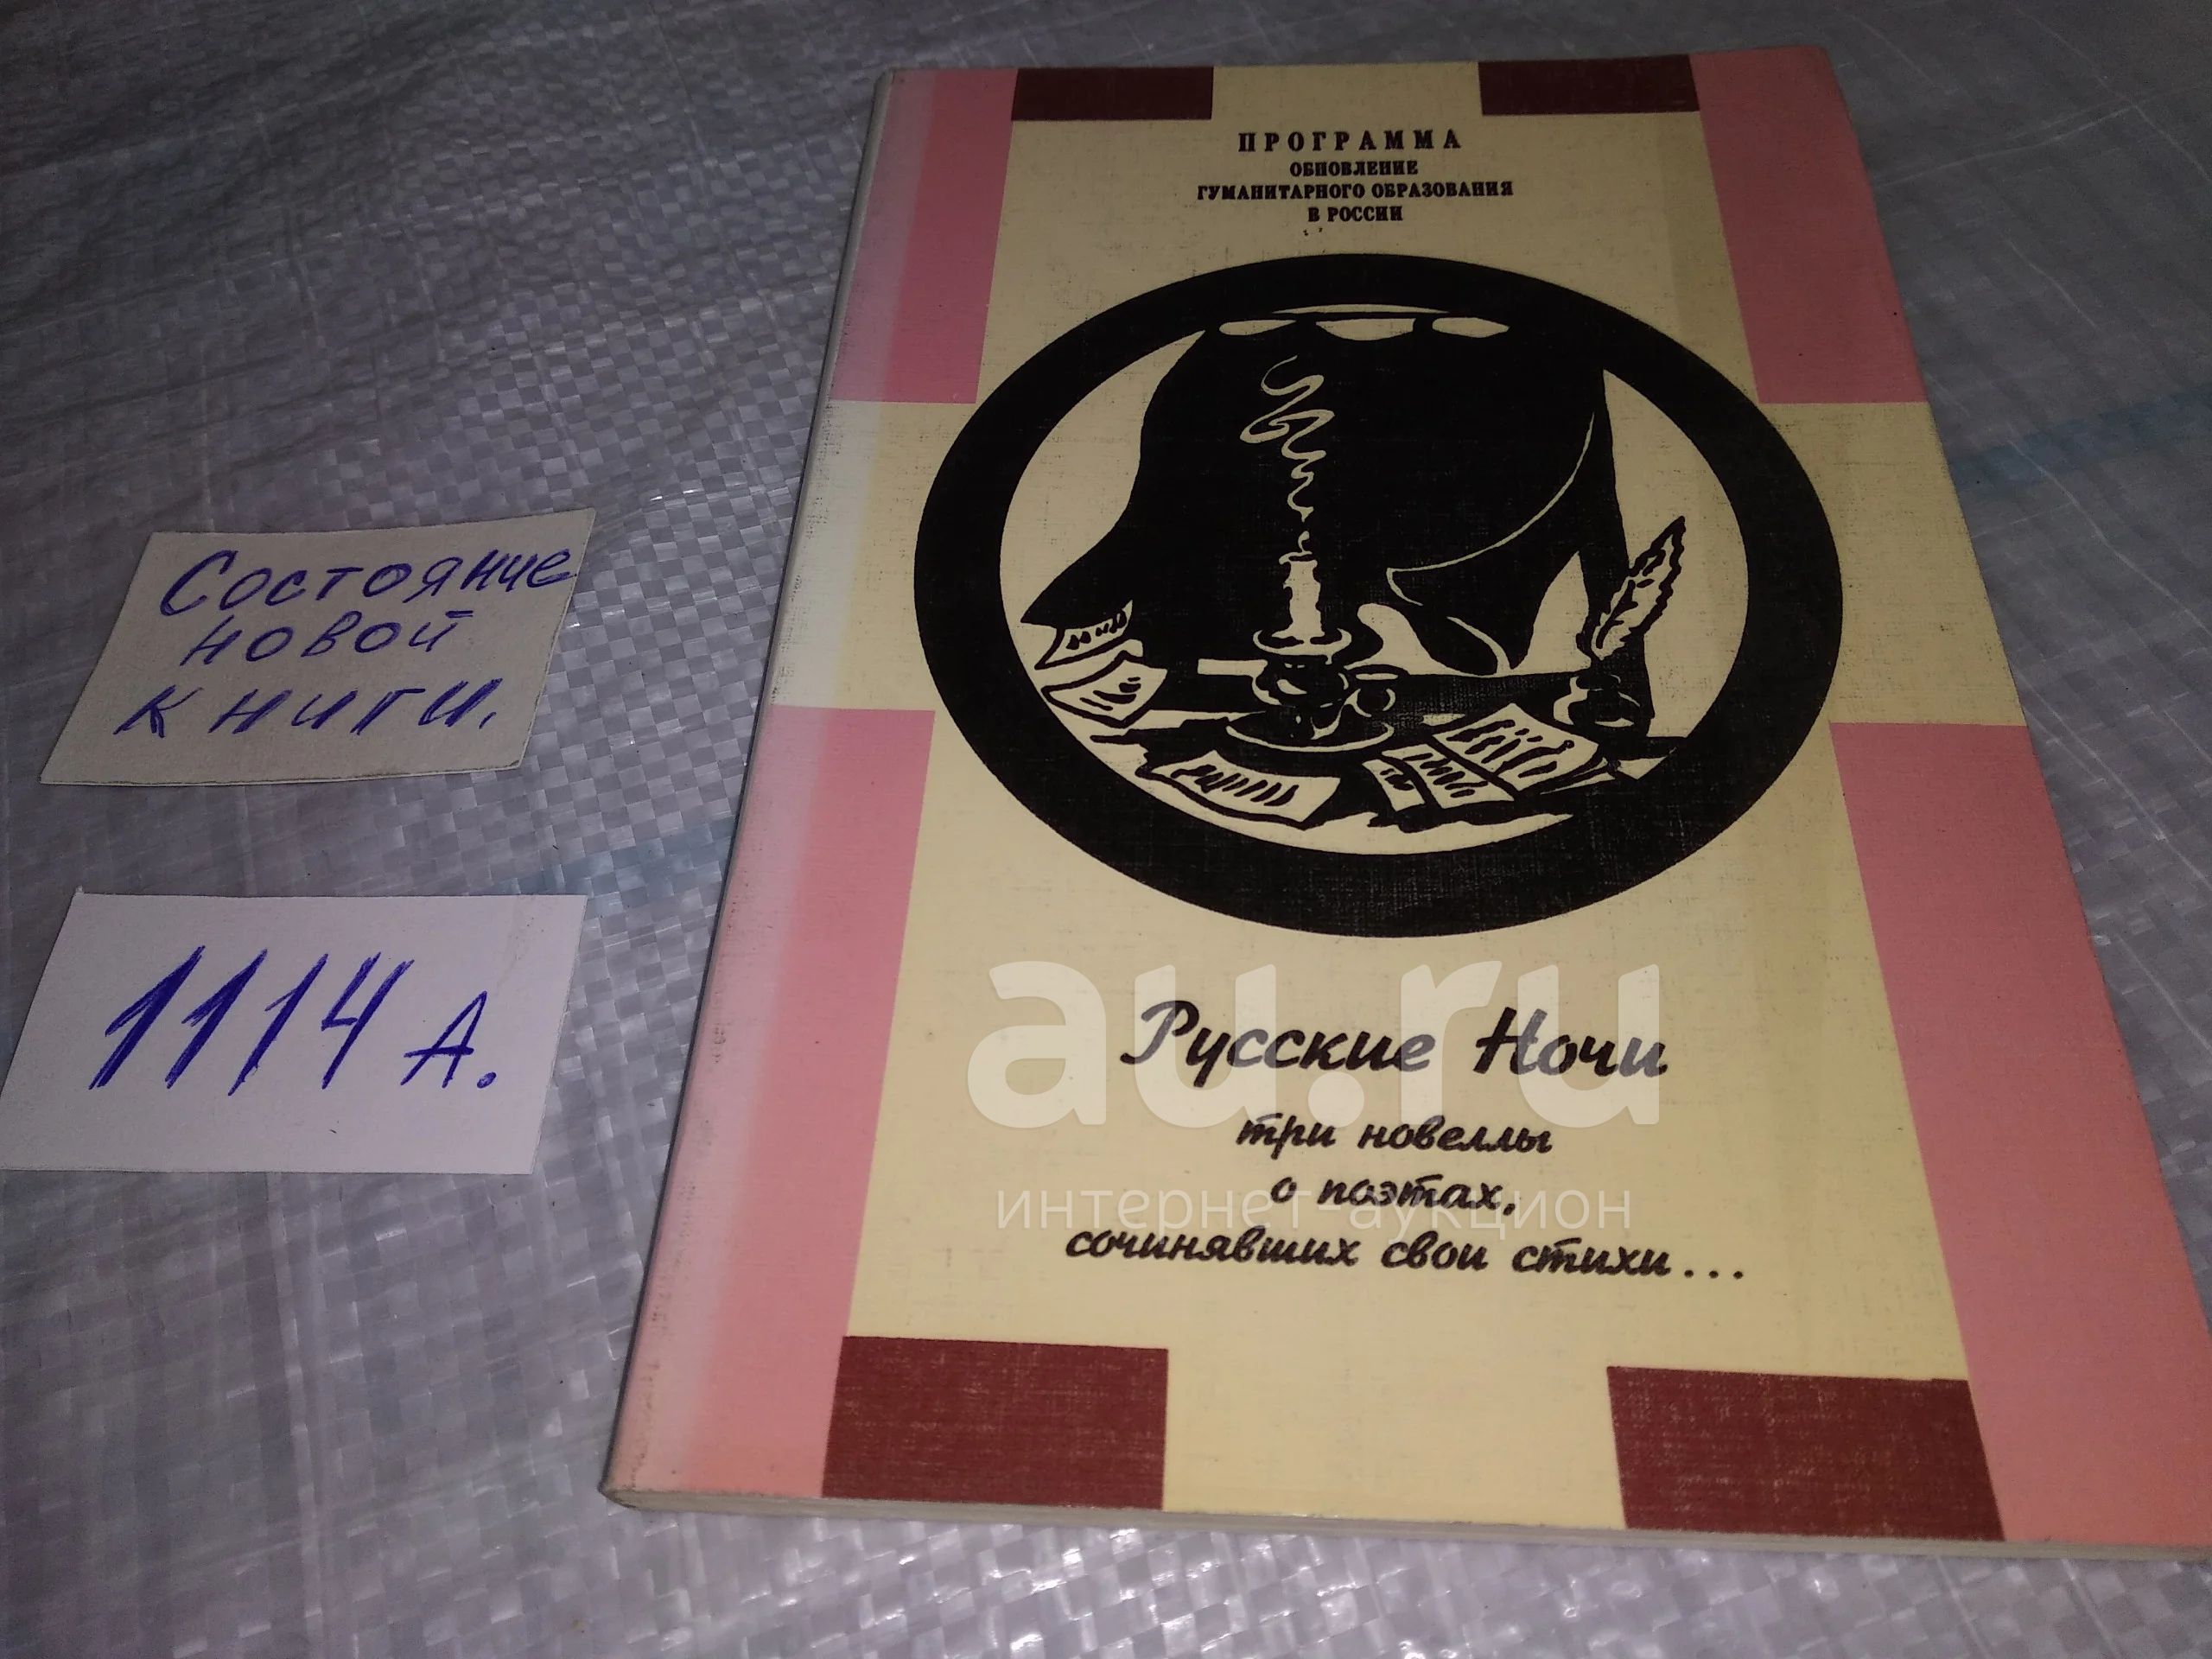 Состояние
новой
книги.
1114 А.
ПРОГРАММА
ОБНОВЛЕНИЕ
ГУМАНИТАРНОГО ОБРАЗОВАНИЯ
В РОССИИ
au.ru
Русские Ночи
три новеллы
о поэтах,
интернет-аукцион
сочинявших свои стихи...